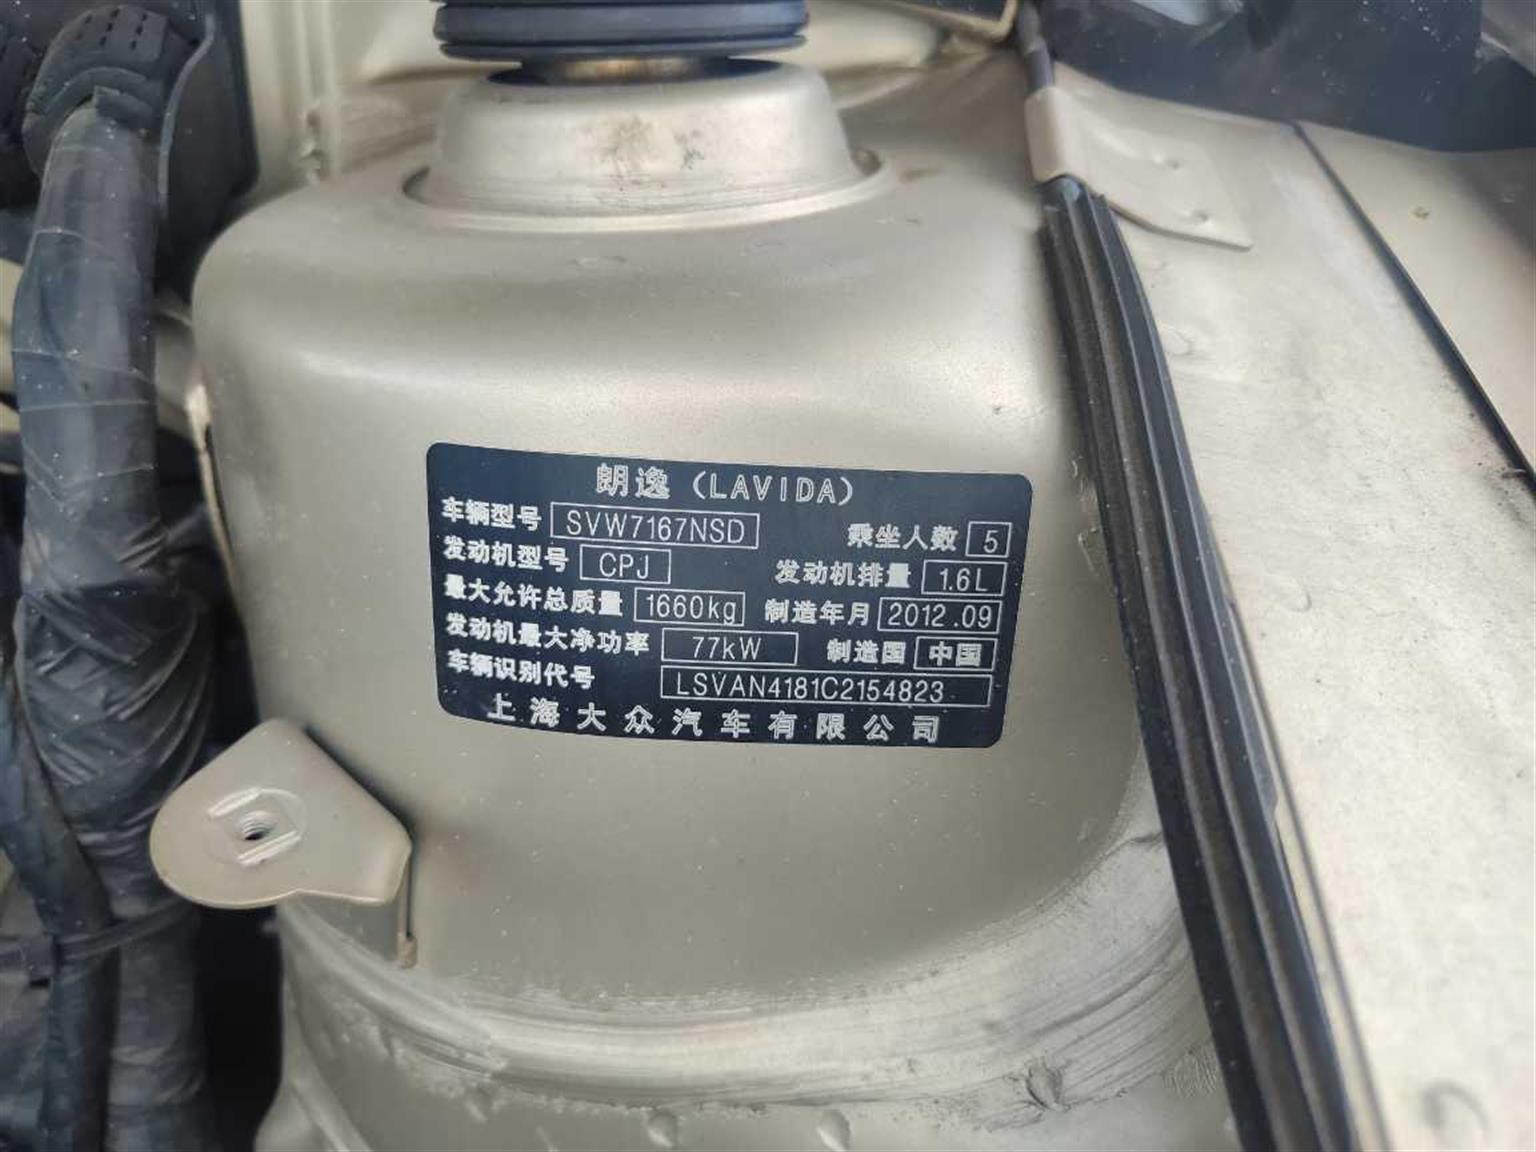 朗逸（LAVIDA）
车辆型号 SVW7167NSD 乘坐人数 5
发动机型号 CPJ 发动机排量 1.6L
最大允许总质量 1660kg 制造年月 2012.09
发动机最大净功率 77kW 制造国 中国
车辆识别代号 LSVAN4181C2154823
上海大众汽车有限公司